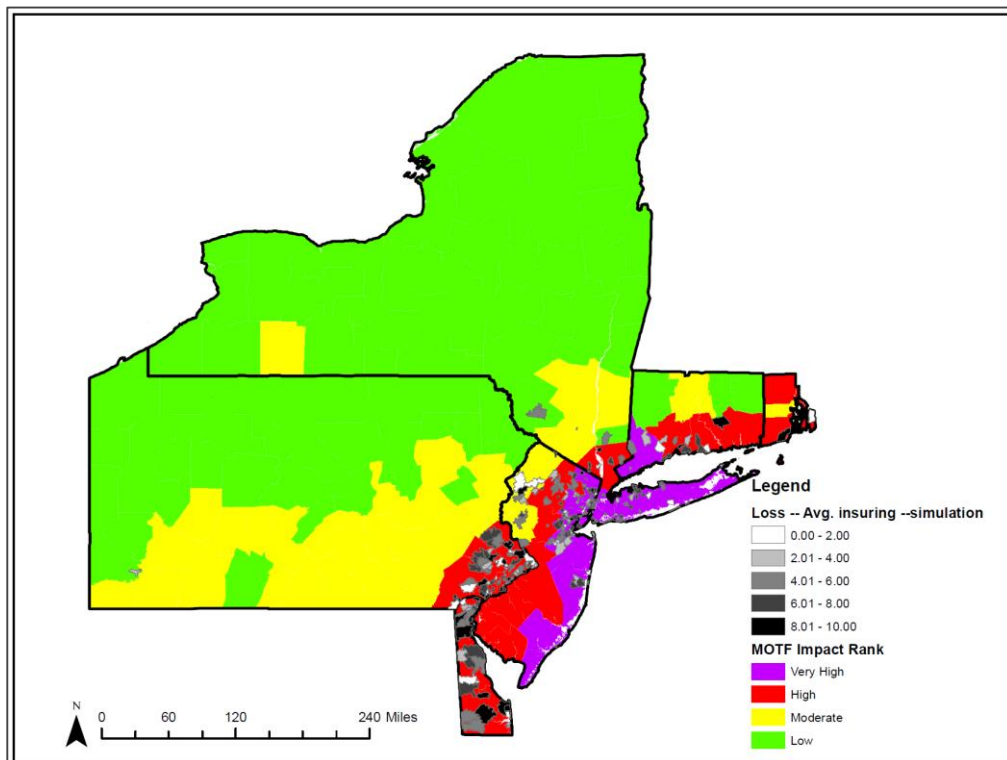 Legend
Loss -- Avg. insuring --simulation
0.00 - 2.00
2.01 - 4.00
4.01 - 6.00
6.01 - 8.00
8.01 - 10.00
MOTF Impact Rank
Very High
High
Moderate
Low
N
0 60 120 240 Miles